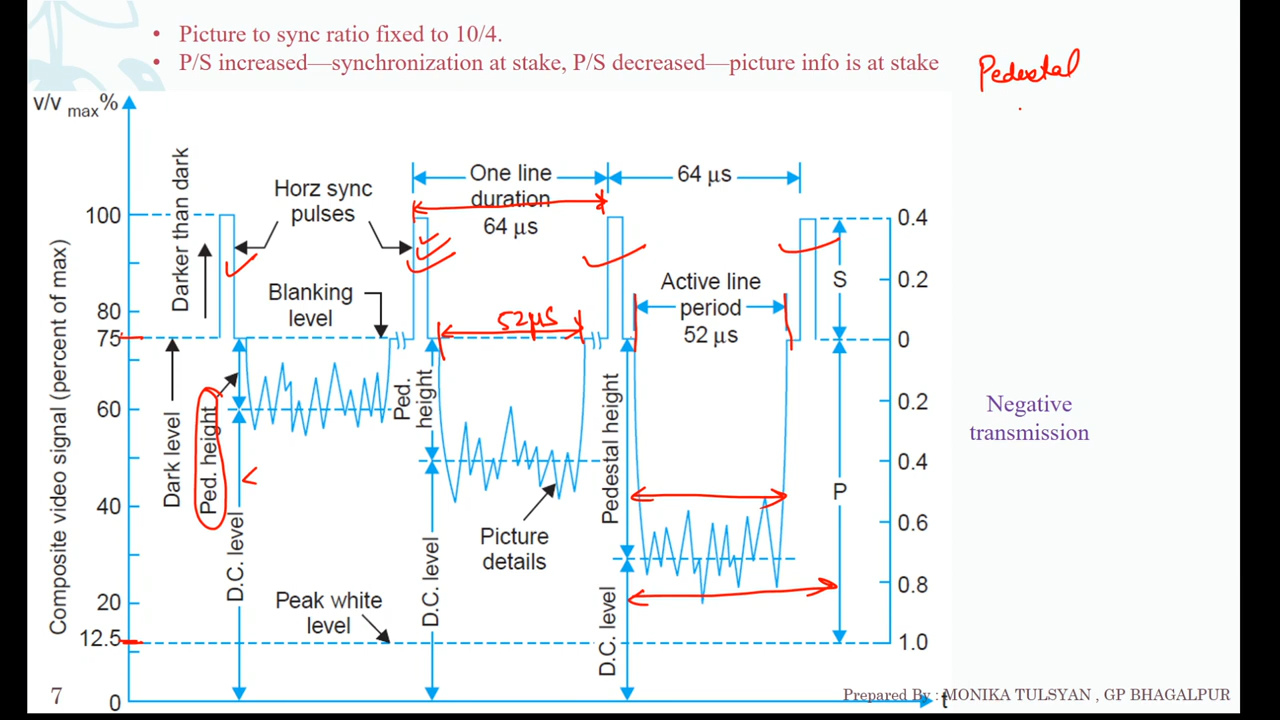 • Picture to sync ratio fixed to 10/4.
• P/S increased—synchronization at stake, P/S decreased—picture info is at stake
Pedestal
v/v max %
Composite video signal (percent of max)
100
80
75
60
40
20
12.5
0
Darker than dark
Dark level
Horz sync
pulses
Blanking
level
One line
duration
64 μs
64 μs
52μs
Active line
period
52 μs
Ped. height
D.C. level
Ped.
height
D.C. level
Pedestal height
D.C. level
Picture
details
Peak white
level
S
P
0.4
0.2
0
0.2
0.4
0.6
0.8
1.0
t
Negative
transmission
7
Prepared By : MONIKA TULSYAN , GP BHAGALPUR